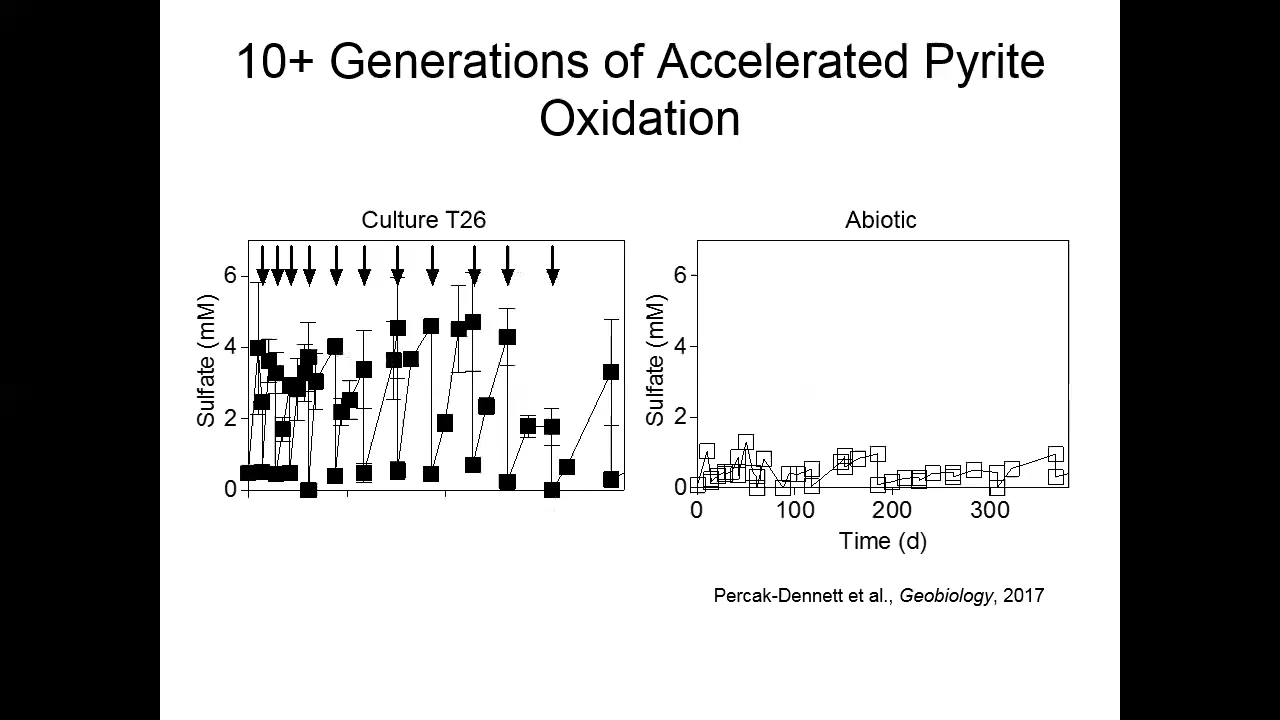 10+ Generations of Accelerated Pyrite
Oxidation
Culture T26
6
4
2
0
Sulfate (mM)
Abiotic
6
4
2
0
Sulfate (mM)
0 100 200 300
Time (d)
Percak-Dennett et al., Geobiology, 2017